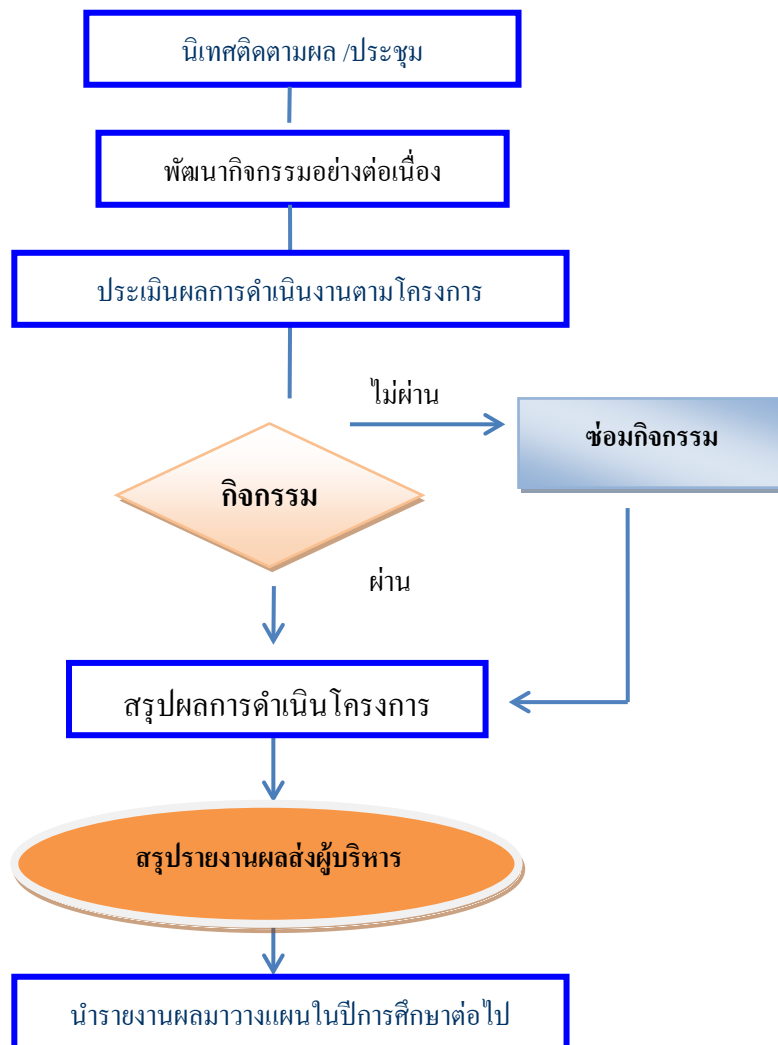 นิเทศติดตามผล /ประชุม
พัฒนากิจกรรมอย่างต่อเนื่อง
ประเมินผลการดำเนินงานตามโครงการ
ไม่ผ่าน
ซ่อมกิจกรรม
กิจกรรม
ผ่าน
สรุปผลการดำเนินโครงการ
สรุปรายงานผลส่งผู้บริหาร
นำรายงานผลมาวางแผนในปีการศึกษาต่อไป